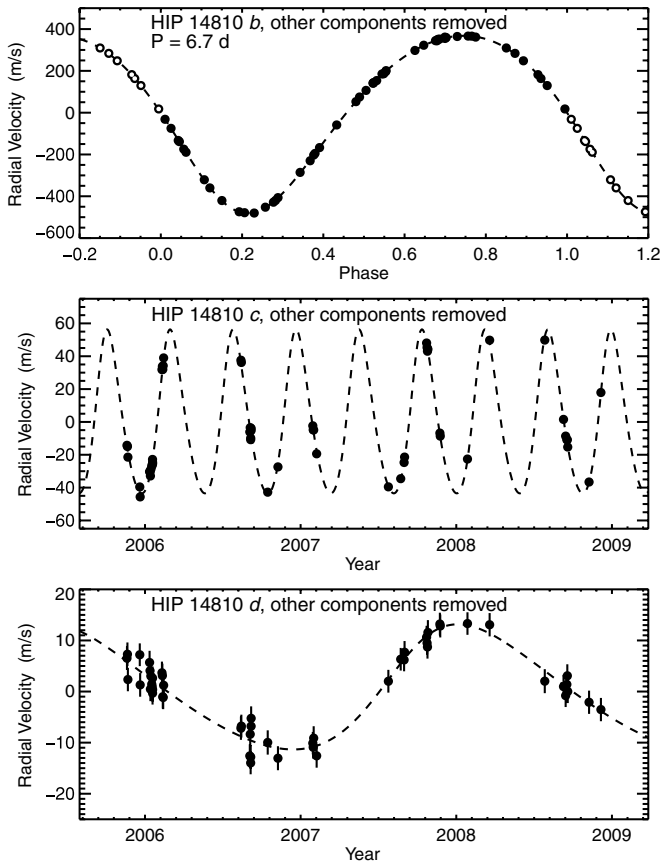 HIP 14810 b, other components removed
P = 6.7 d
Radial Velocity (m/s)
400
200
0
−200
−400
−600
−0.2 0.0 0.2 0.4 0.6 0.8 1.0 1.2
Phase
HIP 14810 c, other components removed
Radial Velocity (m/s)
60
40
20
0
−20
−40
−60
2006 2007 2008 2009
Year
HIP 14810 d, other components removed
Radial Velocity (m/s)
20
10
0
−10
−20
2006 2007 2008 2009
Year